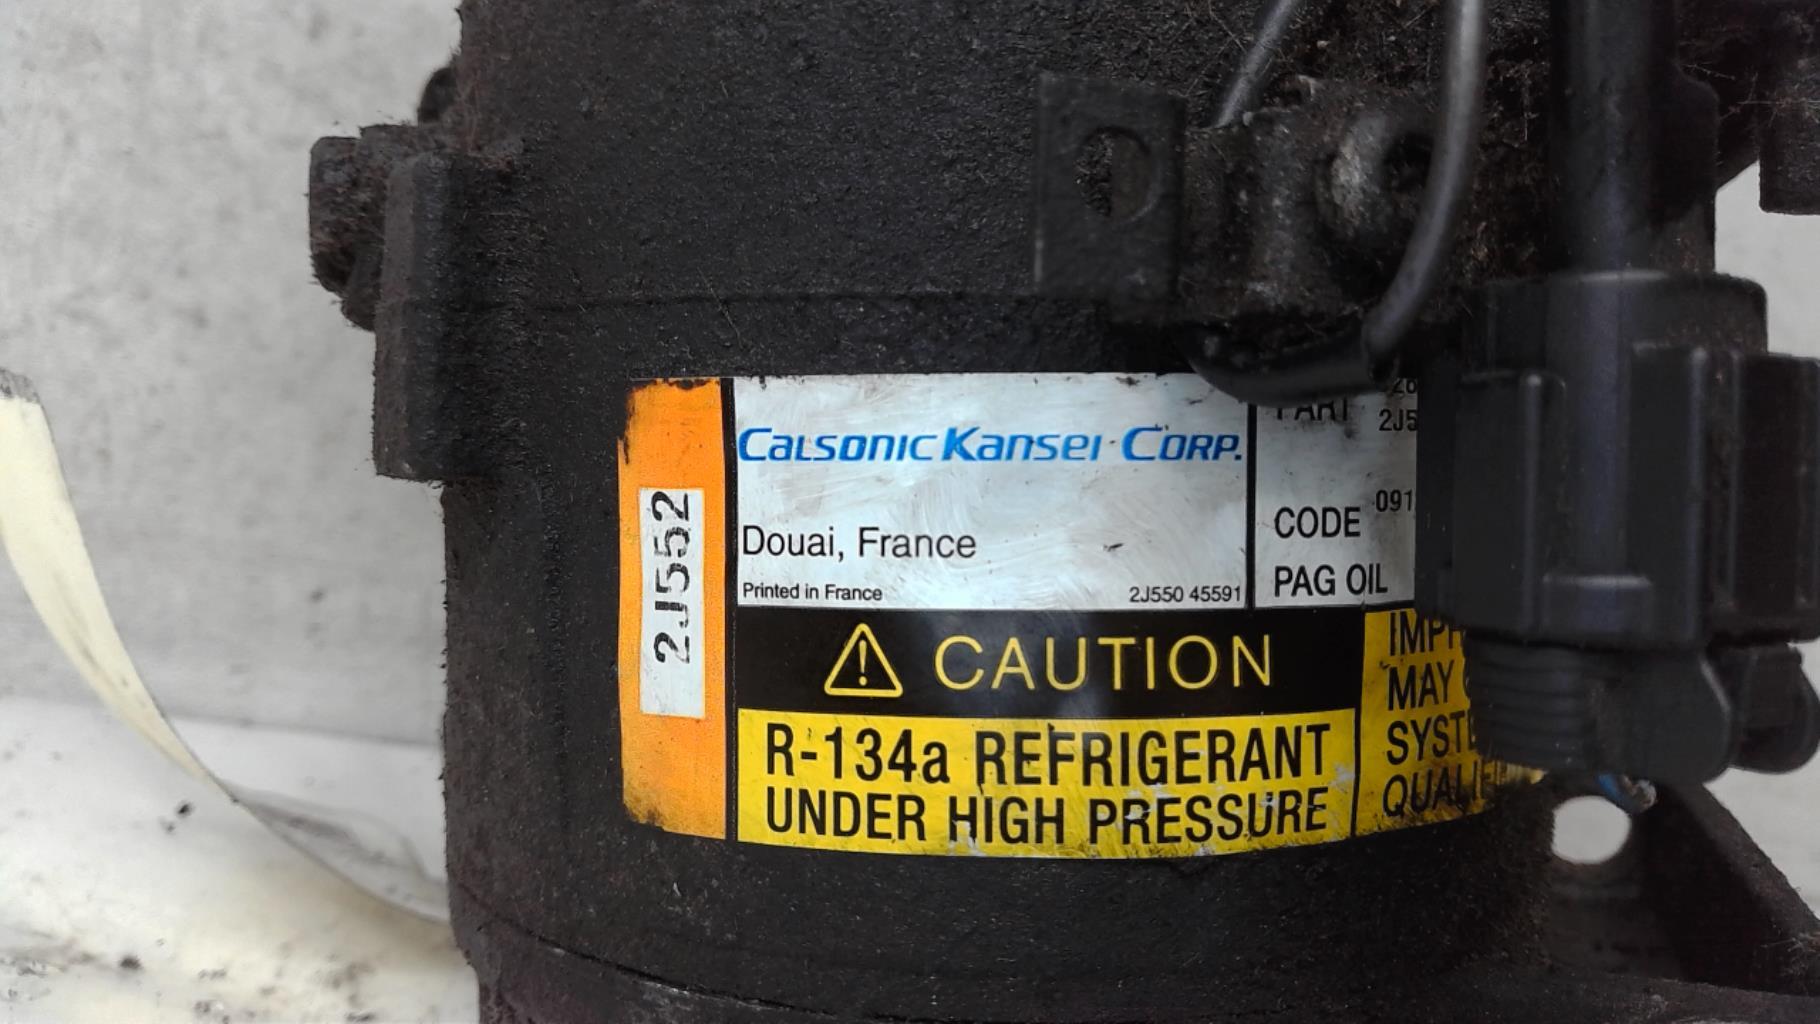 2J552
CALSONIC KANSEI CORP.
Douai, France
Printed in France
2J550 45591
PART
2J5
CODE 091
PAG OIL
CAUTION
R-134a REFRIGERANT
UNDER HIGH PRESSURE
MAY